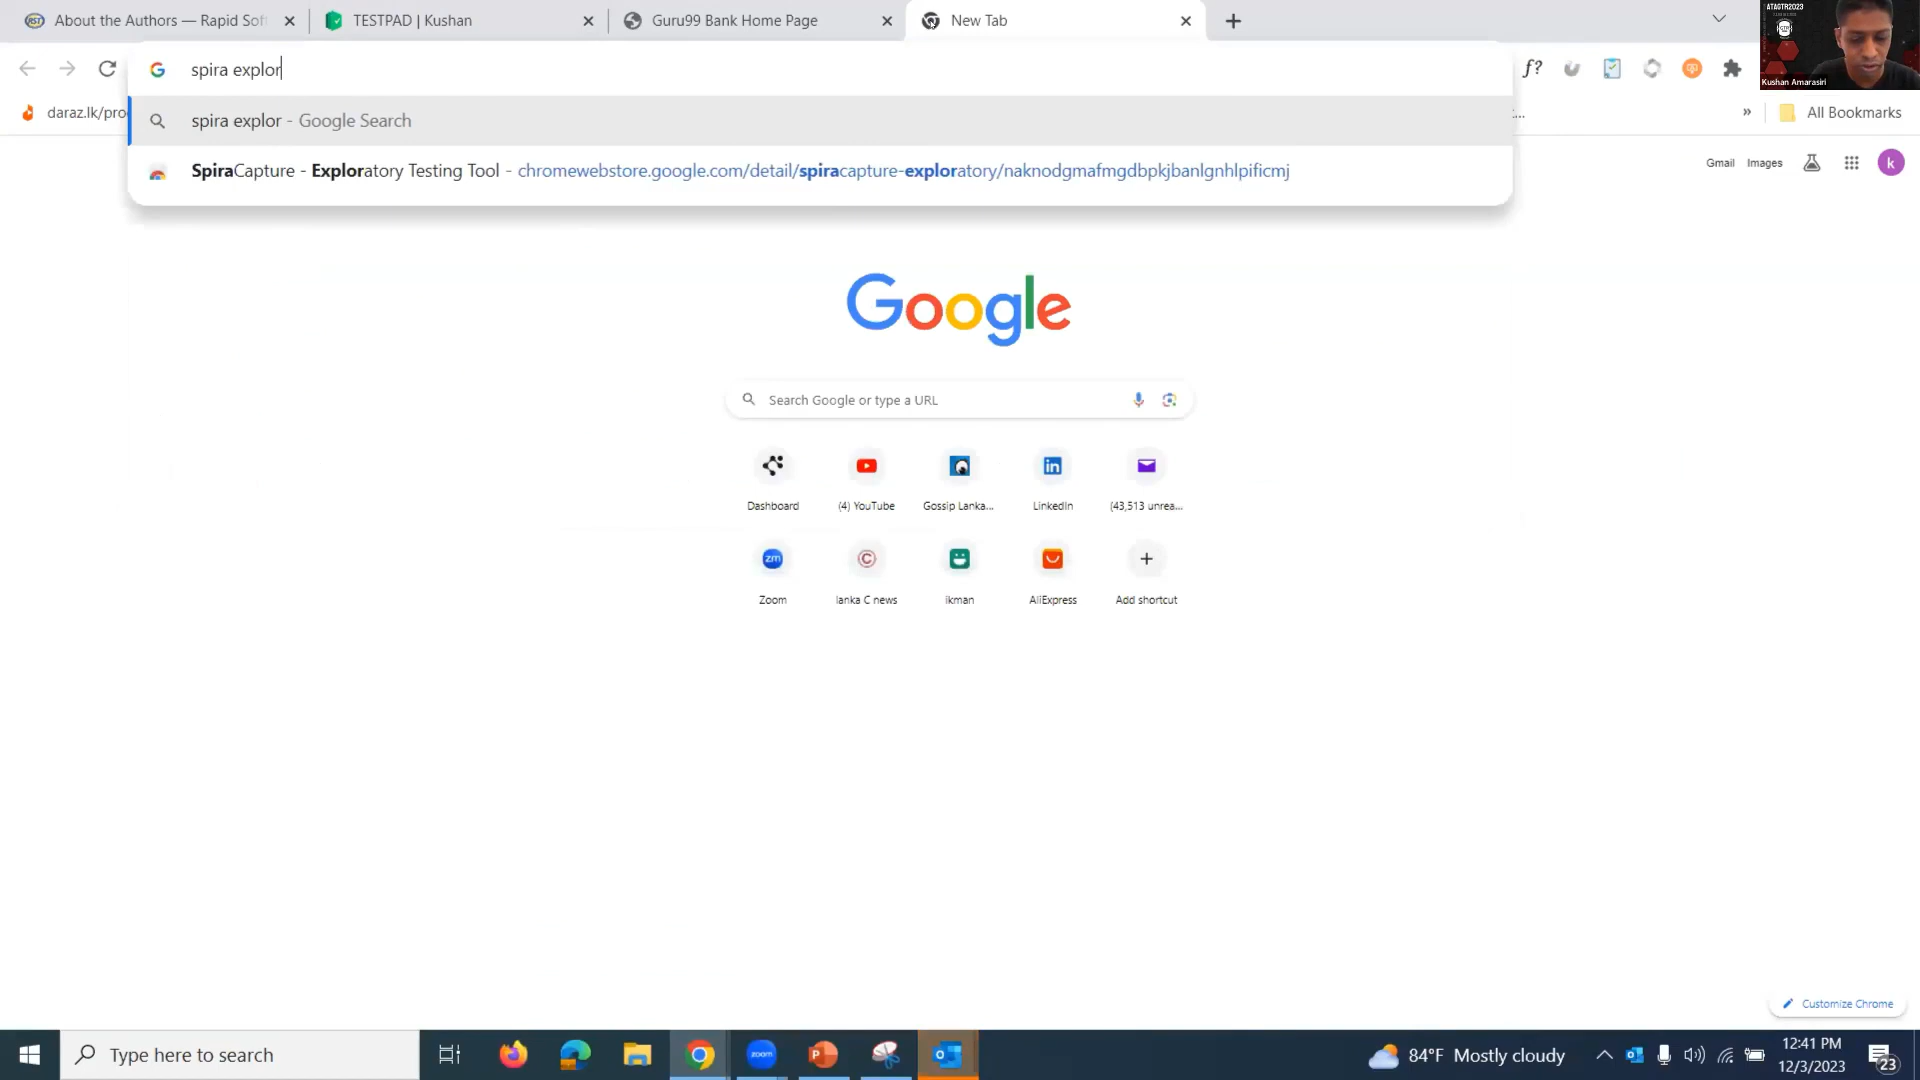 About the Authors — Rapid Soft
TESTPAD | Kushan
Guru99 Bank Home Page
New Tab
ATAGTR2023
spira explor
f?
Kushan Amarasiri
spira explor - Google Search
daraz.lk/pro
»
All Bookmarks
SpiraCapture - Exploratory Testing Tool - chromewebstore.google.com/detail/spiracapture-exploratory/naknodgmafmgdbpkjbanlgnhlpificmj
Gmail
Images
k
Google
Search Google or type a URL
Dashboard
(4) YouTube
Gossip Lanka...
LinkedIn
(43,513 unrea...
zm
Zoom
lanka C news
ikman
AliExpress
Add shortcut
Customize Chrome
Type here to search
zoom
84°F Mostly cloudy
12:41 PM
12/3/2023
23